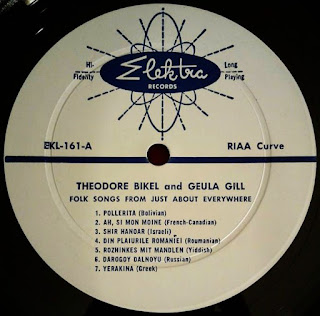 Hi-
Fidelity
Elektra
RECORDS
Long
Playing
EKL-161-A
RIAA Curve
THEODORE BIKEL and GEULA GILL
FOLK SONGS FROM JUST ABOUT EVERYWHERE
1. POLLERITA (Bolinian)
2. AH, SI MON MOINE (French-Canadian)
3. SHIR HANOAR (Israeli)
4. DIN PLAIURILE ROMANIEI (Roumanian)
5. ROZHINKES MIT MANDLEN (Yiddish)
6. DAROGOY DALNOYU (Russian)
7. YERAKINA (Greek)